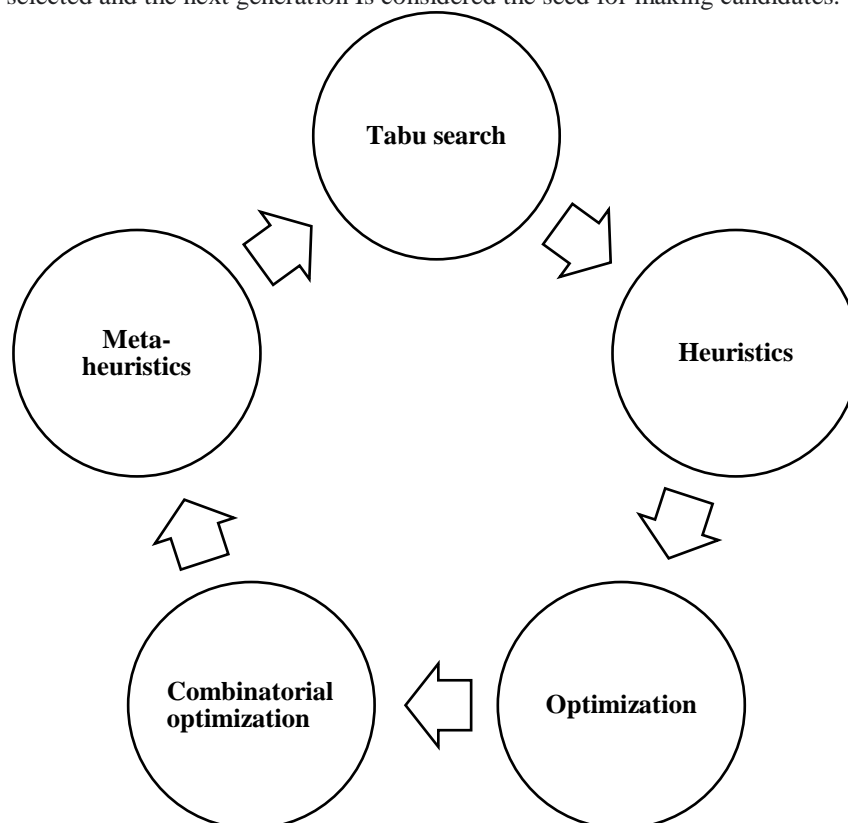 selected and the next generation Is considered the seed for making candidates.
Tabu search
Meta-
heuristics
Heuristics
Combinatorial
optimization
Optimization